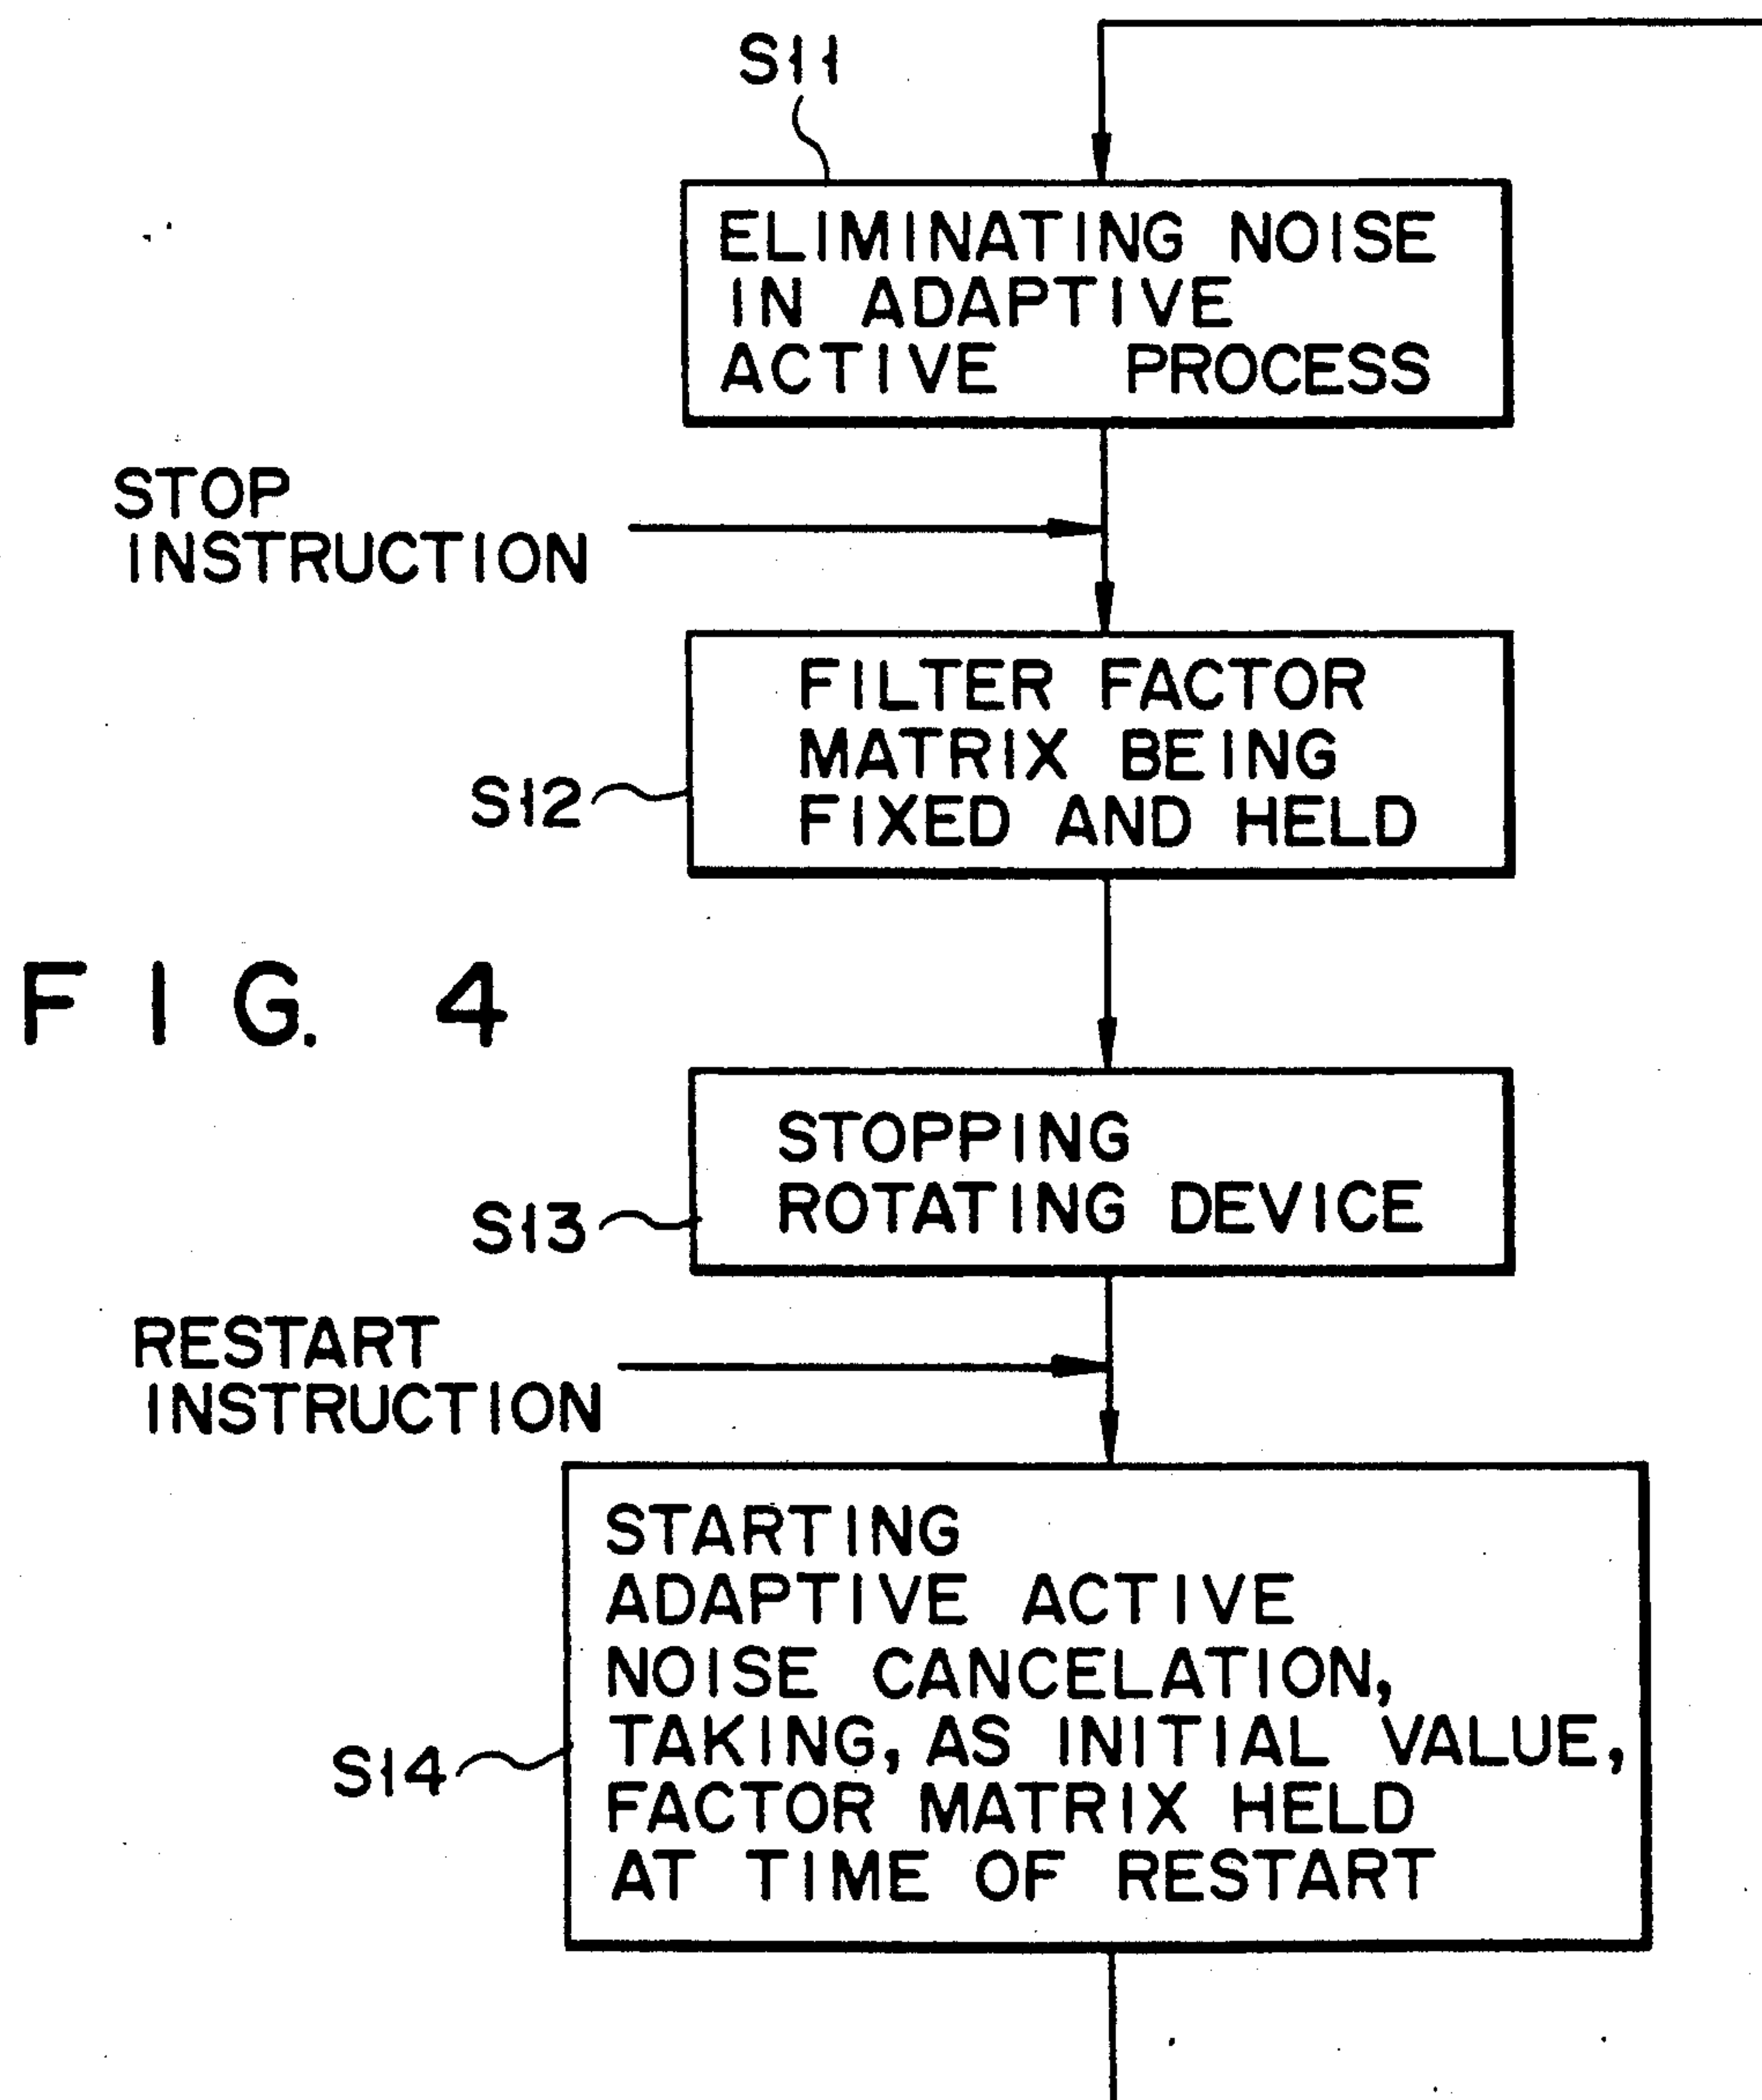 S11
ELIMINATING NOISE
IN ADAPTIVE
ACTIVE PROCESS
STOP
INSTRUCTION
FILTER FACTOR
MATRIX BEING
FIXED AND HELD
S12
FIG. 4
STOPPING
ROTATING DEVICE
S13
RESTART
INSTRUCTION
STARTING
ADAPTIVE ACTIVE
NOISE CANCELATION,
TAKING, AS INITIAL VALUE,
FACTOR MATRIX HELD
AT TIME OF RESTART
S14